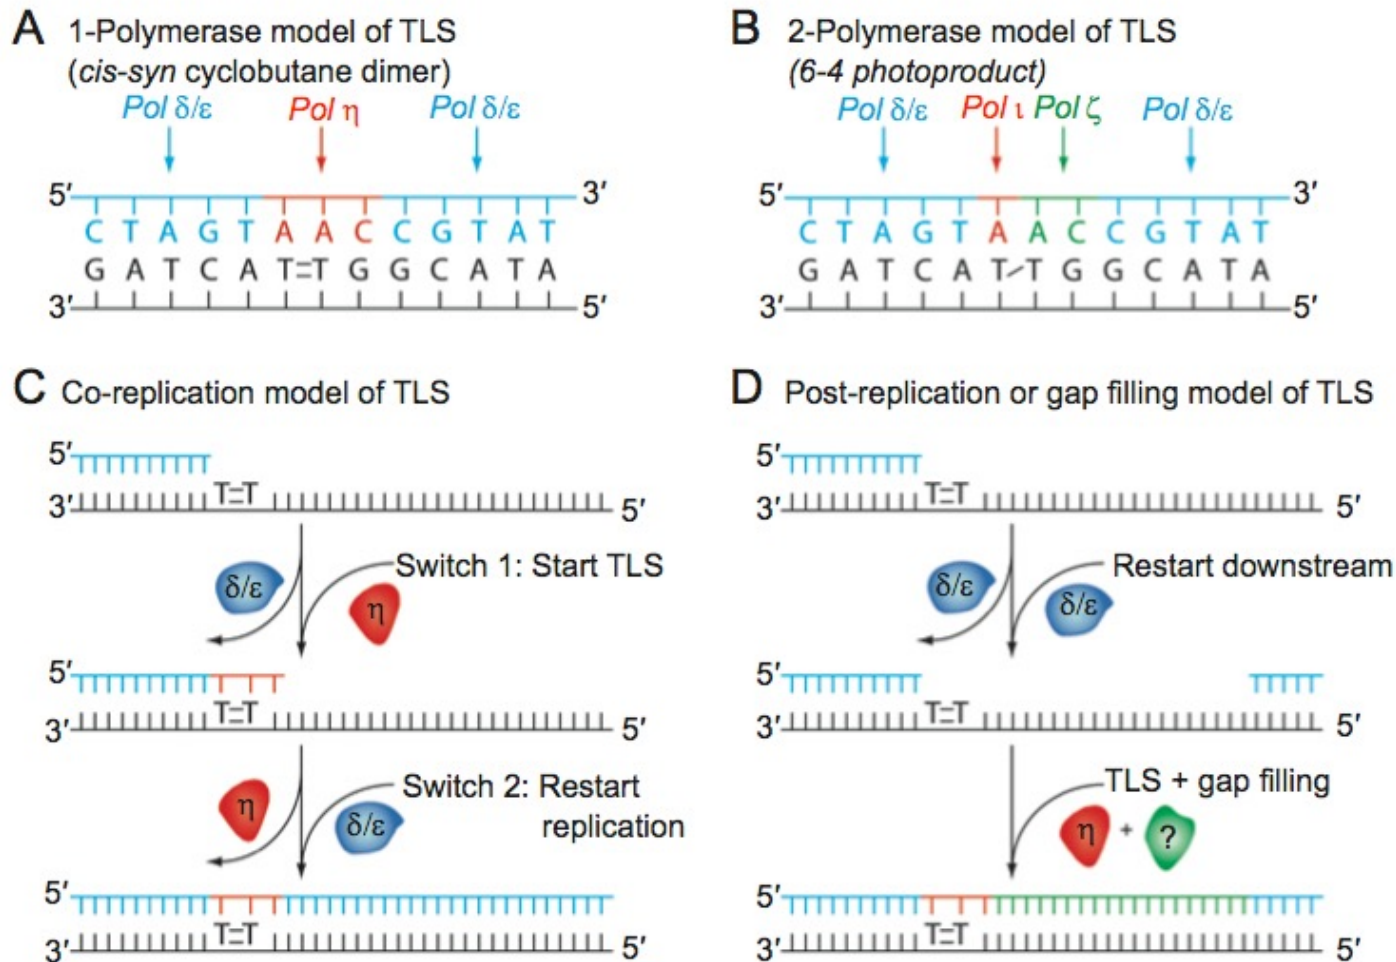 A 1-Polymerase model of TLS
(cis-syn cyclobutane dimer)
Pol δ/ε Pol η Pol δ/ε
5′ 3′
C T A G T A A C C G T A T
G A T C A T=T G G C A T A
3′ 5′
B 2-Polymerase model of TLS
(6-4 photoproduct)
Pol δ/ε Pol ι Pol ζ Pol δ/ε
5′ 3′
C T A G T A A C C G T A T
G A T C A T T G G C A T A
3′ 5′
C Co-replication model of TLS
5′
T=T
3′ 5′
Switch 1: Start TLS
δ/ε
η
5′
T=T
3′ 5′
Switch 2: Restart
replication
η
δ/ε
5′
T=T
3′ 5′
D Post-replication or gap filling model of TLS
5′
T=T
3′ 5′
Restart downstream
δ/ε
δ/ε
5′
T=T
3′ 5′
TLS + gap filling
η + ?
5′
T=T
3′ 5′